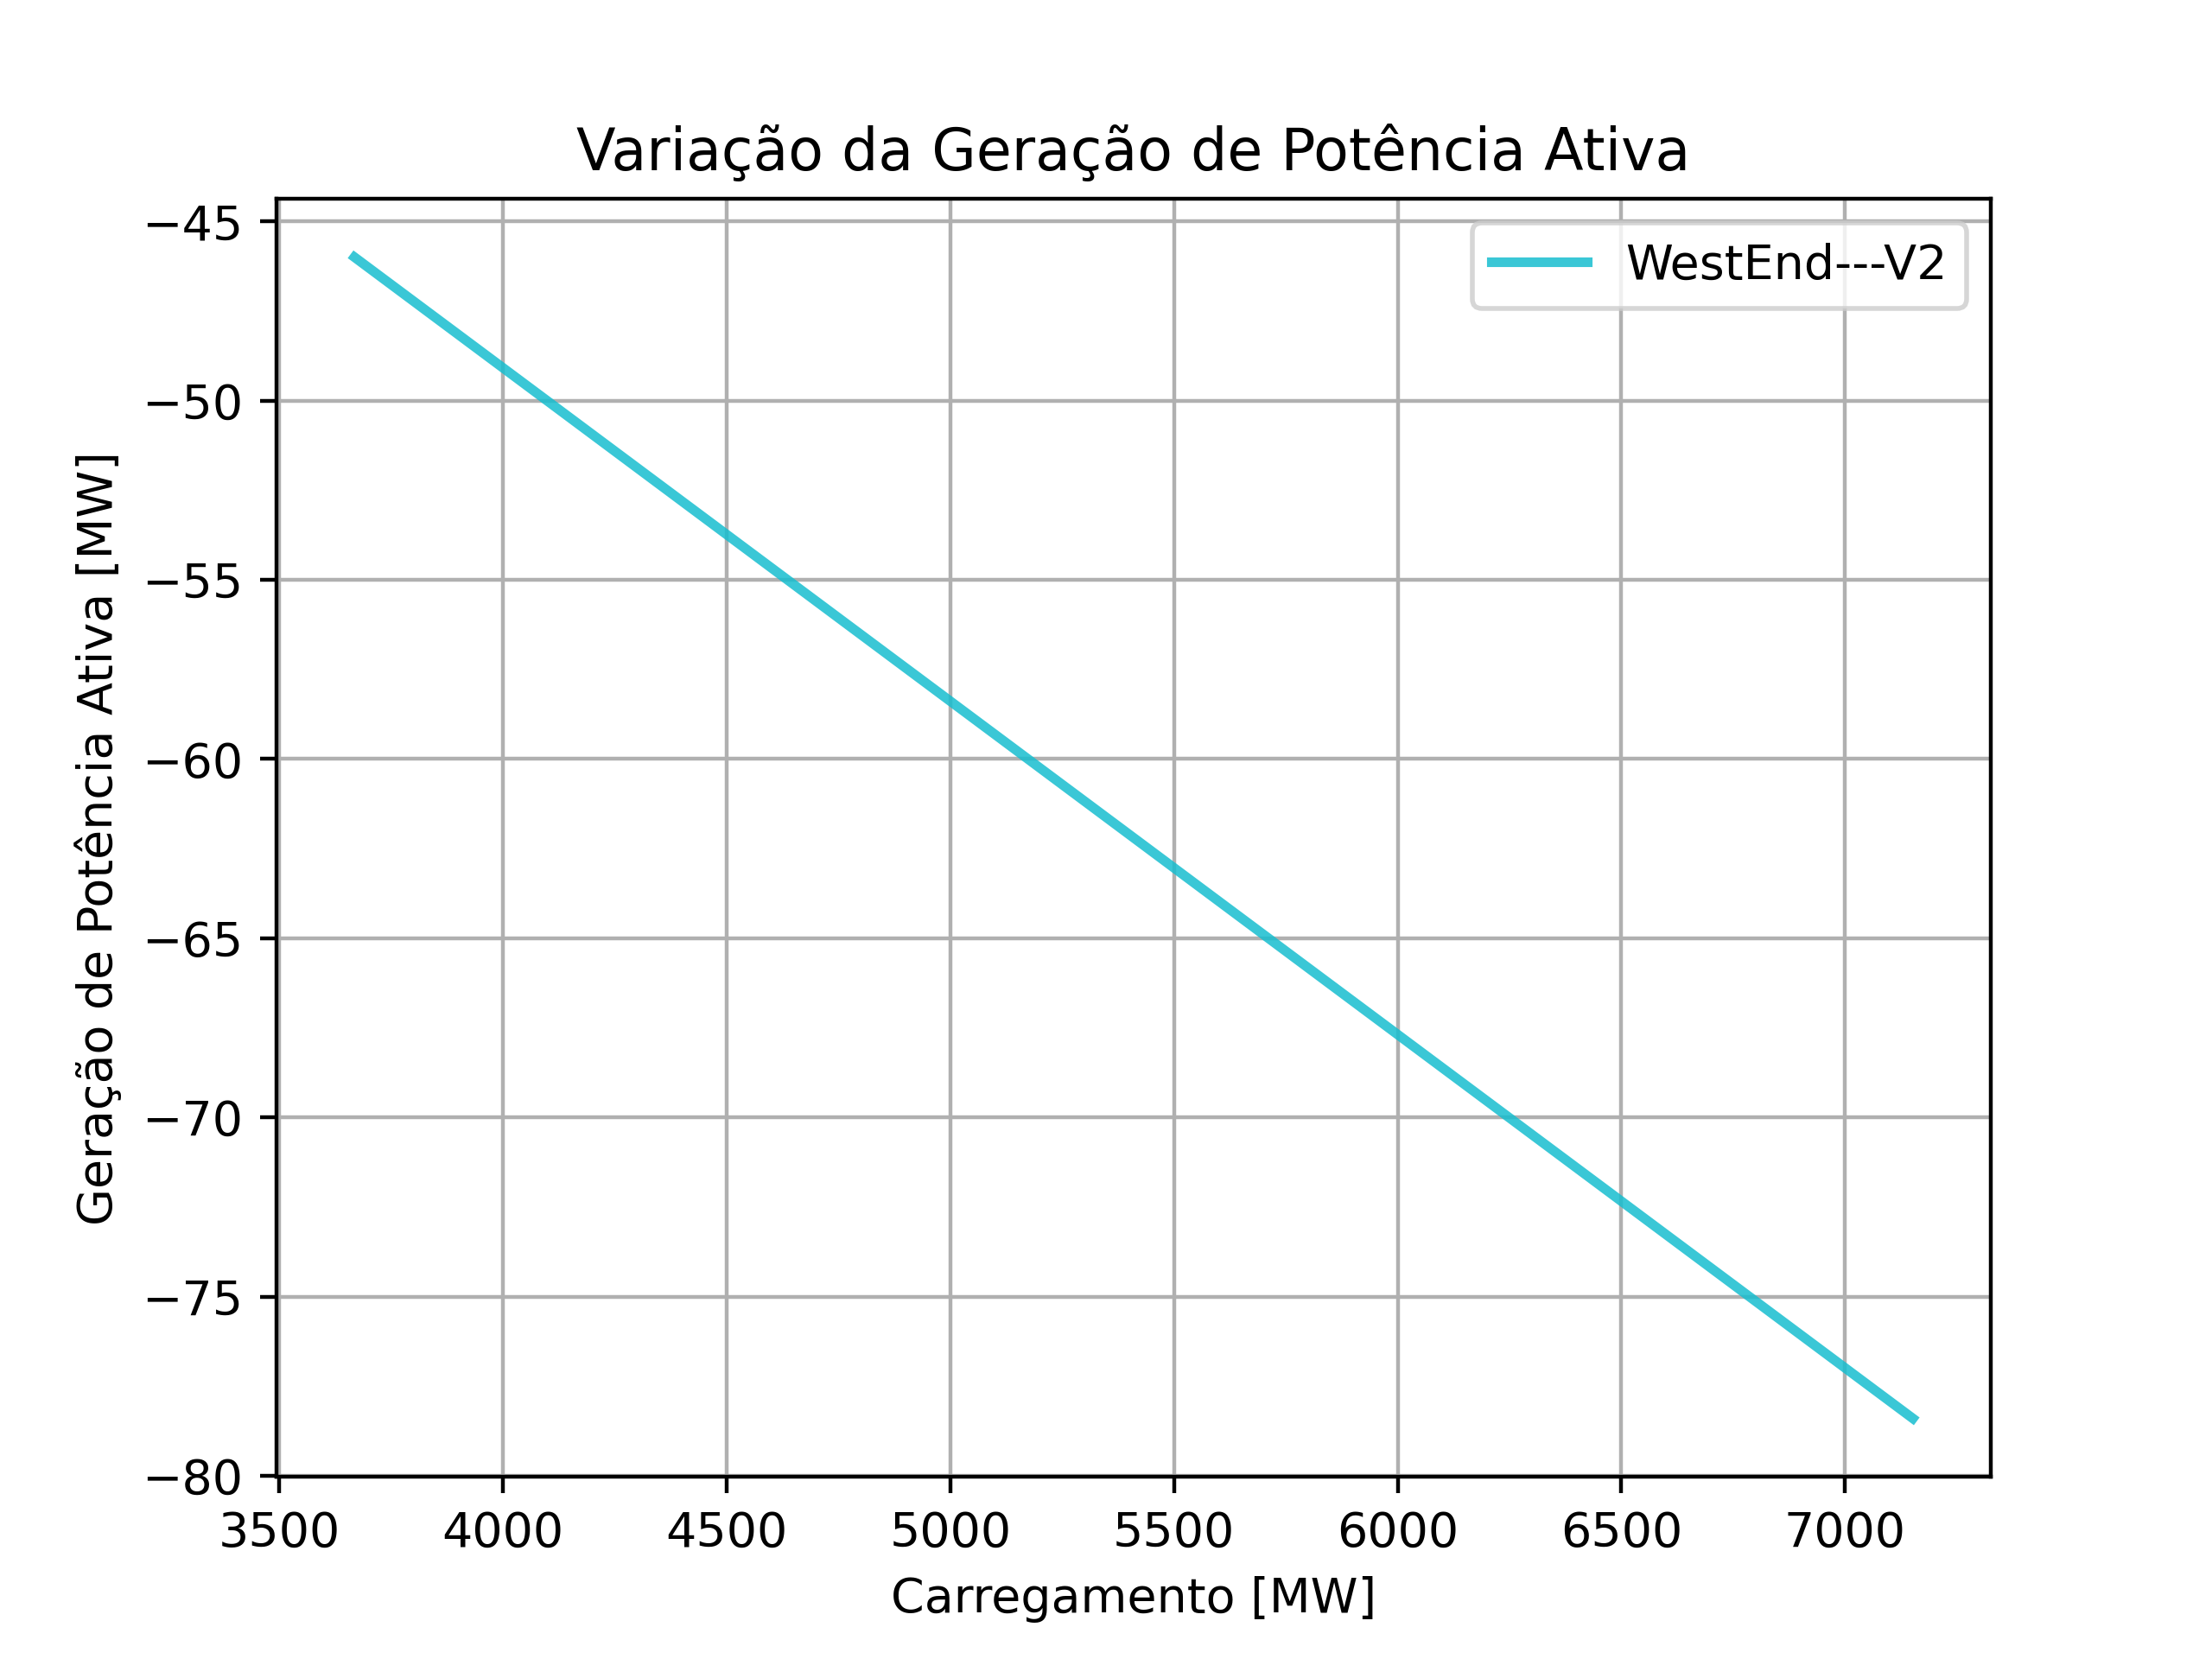 Variação da Geração de Potência Ativa
WestEnd---V2
Geração de Potência Ativa [MW]
−45
−50
−55
−60
−65
−70
−75
−80
3500 4000 4500 5000 5500 6000 6500 7000
Carregamento [MW]